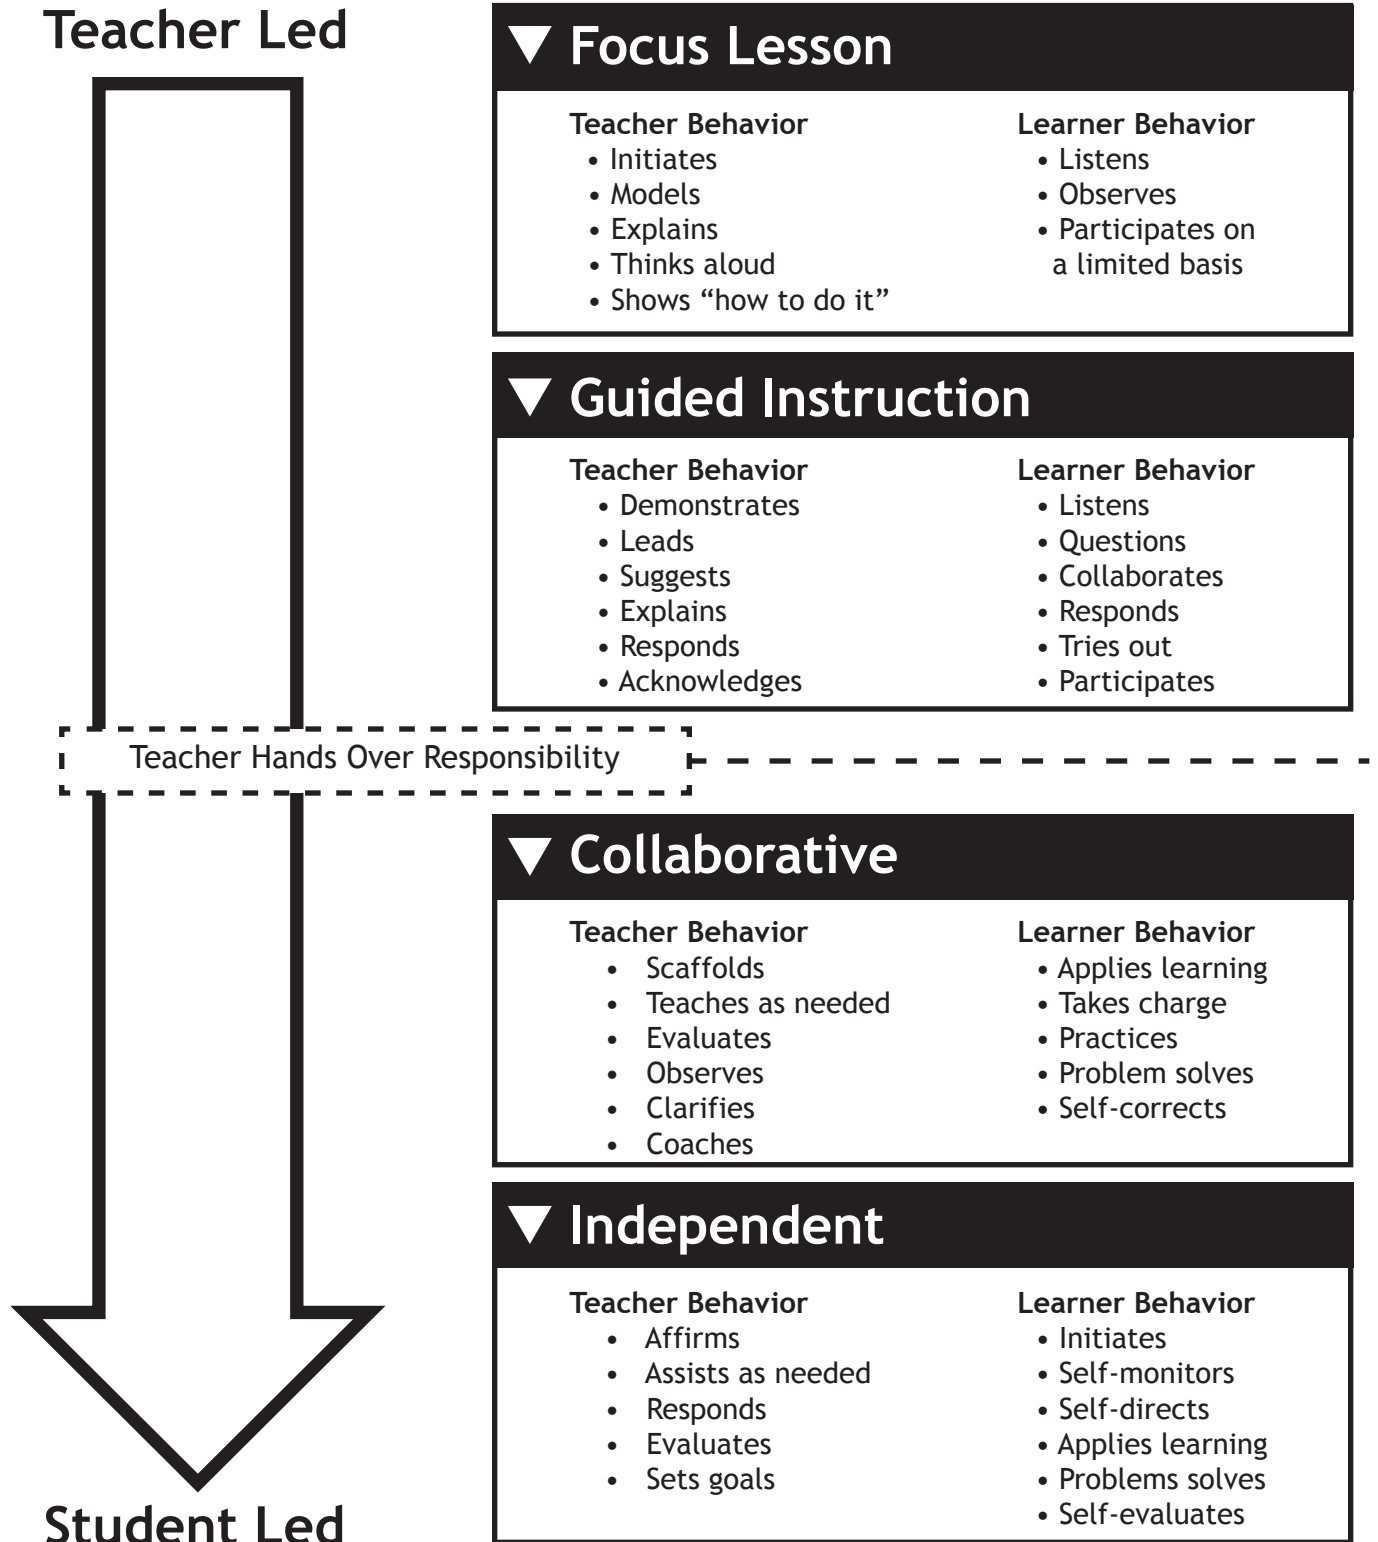 Teacher Led
▼ Focus Lesson
Teacher Behavior
• Initiates
• Models
• Explains
• Thinks aloud
• Shows “how to do it”
Learner Behavior
• Listens
• Observes
• Participates on
a limited basis
▼ Guided Instruction
Teacher Behavior
• Demonstrates
• Leads
• Suggests
• Explains
• Responds
• Acknowledges
Learner Behavior
• Listens
• Questions
• Collaborates
• Responds
• Tries out
• Participates
Teacher Hands Over Responsibility
▼ Collaborative
Teacher Behavior
• Scaffolds
• Teaches as needed
• Evaluates
• Observes
• Clarifies
• Coaches
Learner Behavior
• Applies learning
• Takes charge
• Practices
• Problem solves
• Self-corrects
▼ Independent
Teacher Behavior
• Affirms
• Assists as needed
• Responds
• Evaluates
• Sets goals
Learner Behavior
• Initiates
• Self-monitors
• Self-directs
• Applies learning
• Problems solves
• Self-evaluates
Student Led